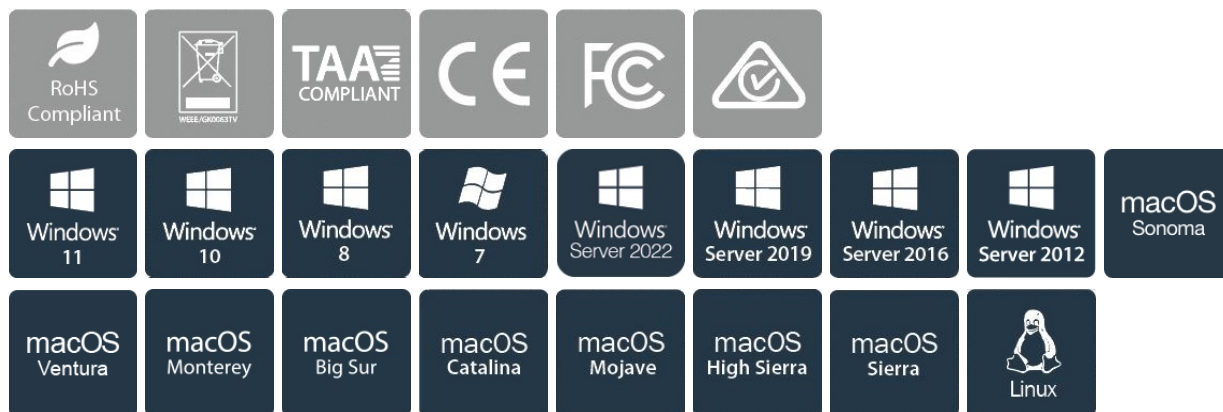 RoHS
Compliant
WEEE/GK0063TV
TAA
COMPLIANT
CE
FC
C
Windows
11
Windows
10
Windows
8
Windows
7
Windows
Server 2022
Windows
Server 2019
Windows
Server 2016
Windows
Server 2012
macOS
Sonoma
macOS
Ventura
macOS
Monterey
macOS
Big Sur
macOS
Catalina
macOS
Mojave
macOS
High Sierra
macOS
Sierra
Linux